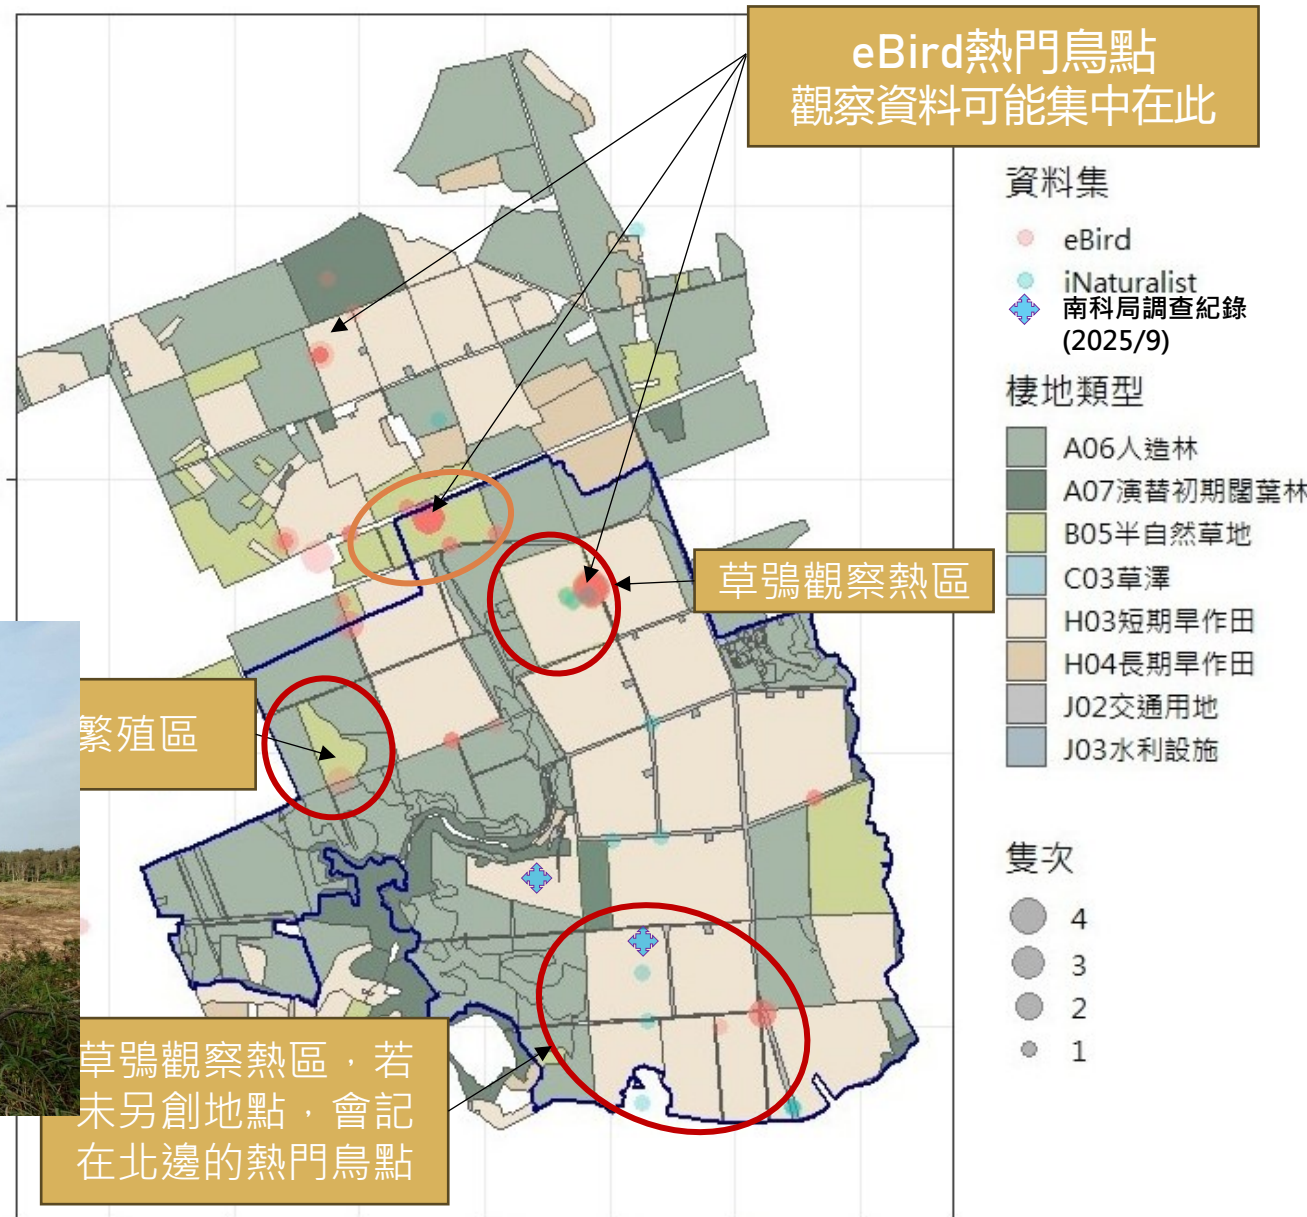 eBird熱門鳥點
觀察資料可能集中在此
資料集
eBird
iNaturalist
南科局調查紀錄
(2025/9)
棲地類型
A06人造林
A07演替初期闊葉林
B05半自然草地
C03草澤
H03短期旱作田
H04長期旱作田
J02交通用地
J03水利設施
隻次
4
3
2
1
草鴞觀察熱區
繁殖區
草鴞觀察熱區，若
未另創地點，會記
在北邊的熱門鳥點